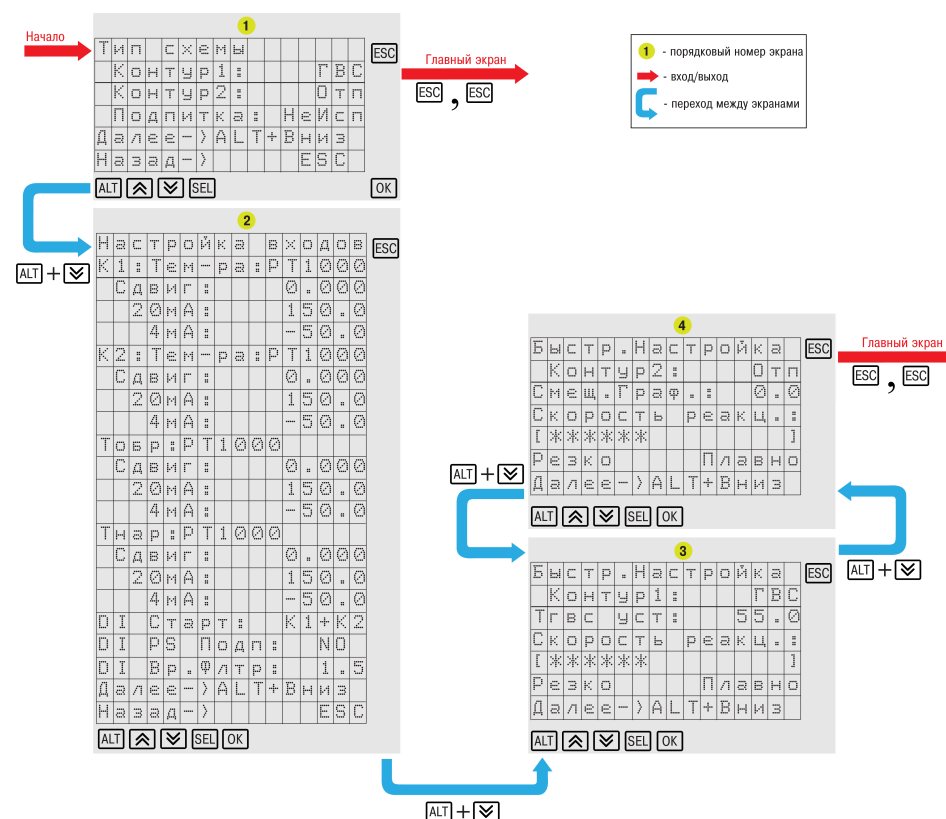 Начало
1
Тип схемы
Контур1: ГВС
Контур2: Отп
Подпитка: НеИсп
Далее->ALT+Вниз
Назад-> ESC
ESC
ALT SEL OK
Главный экран
ESC , ESC
1 - порядковый номер экрана
- вход/выход
- переход между экранами
ALT +
2
Настройка входов
К1:Тем-ра:PT1000
Сдвиг: 0.000
20мА: 150.0
4мА: -50.0
К2:Тем-ра:PT1000
Сдвиг: 0.000
20мА: 150.0
4мА: -50.0
Тобр:PT1000
Сдвиг: 0.000
20мА: 150.0
4мА: -50.0
Тнар:PT1000
Сдвиг: 0.000
20мА: 150.0
4мА: -50.0
DI Старт: К1+К2
DI PS Подп: NO
DI Вр.Флтр: 1.5
Далее->ALT+Вниз
Назад-> ESC
ESC
ALT SEL OK
ALT +
4
Быстр.Настройка
Контур2: Отп
Смещ.Граф.: 0.0
Скорость реакц.:
[****** ]
Резко Плавно
Далее->ALT+Вниз
ESC
ALT SEL OK
Главный экран
ESC , ESC
ALT +
3
Быстр.Настройка
Контур1: ГВС
Тгвс уст: 55.0
Скорость реакц.:
[****** ]
Резко Плавно
Далее->ALT+Вниз
ESC
ALT SEL OK
ALT +